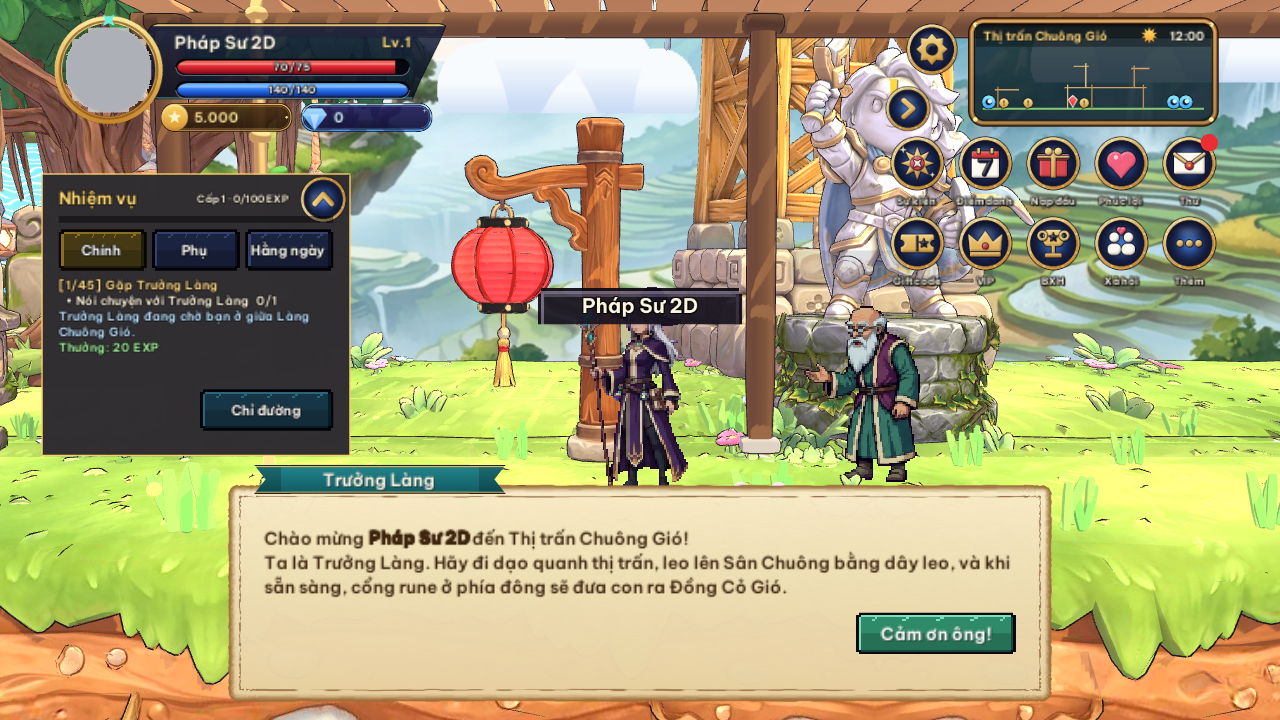 Pháp Sư 2D
Lv.1
70/75
140/140
5.000
0
Thị trấn Chuông Gió
12:00
Nhiệm vụ
Cấp 1 · 0/100 EXP
Chính
Phụ
Hằng ngày
[1/45] Gặp Trưởng Làng
• Nói chuyện với Trưởng Làng 0/1
Trưởng Làng đang chờ bạn ở giữa Làng
Chuông Gió.
Thưởng: 20 EXP
Chỉ đường
7
Sự kiện
Điểm danh
Nạp đầu
Phúc lợi
Thư
Giftcode
VIP
BXH
Xã hội
Thêm
Pháp Sư 2D
Trưởng Làng
Chào mừng Pháp Sư 2D đến Thị trấn Chuông Gió!
Ta là Trưởng Làng. Hãy đi dạo quanh thị trấn, leo lên Sân Chuông bằng dây leo, và khi
sẵn sàng, cổng rune ở phía đông sẽ đưa con ra Đồng Cỏ Gió.
Cảm ơn ông!